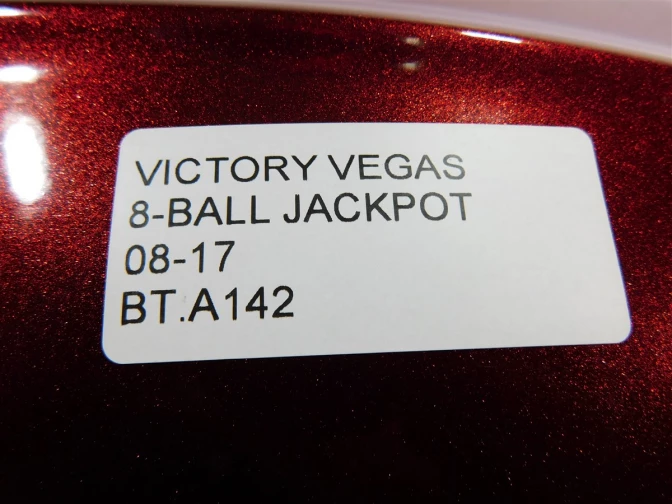 VICTORY VEGAS
8-BALL JACKPOT
08-17
BT.A142